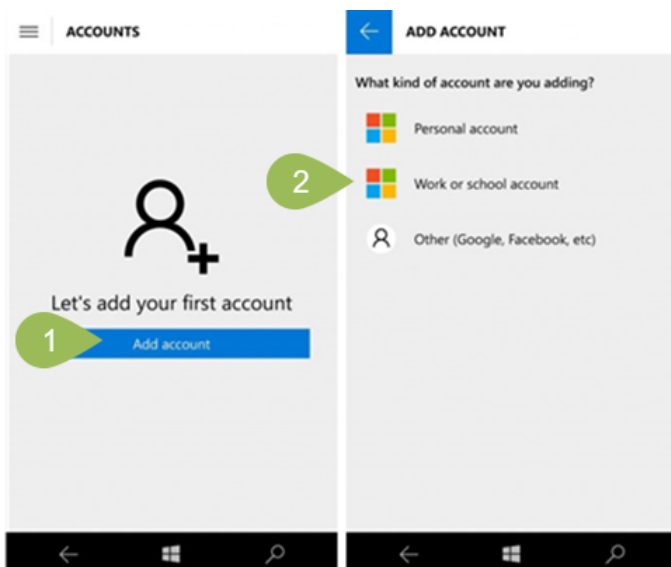 ACCOUNTS
Let's add your first account
1
Add account
ADD ACCOUNT
What kind of account are you adding?
Personal account
2
Work or school account
Other (Google, Facebook, etc)